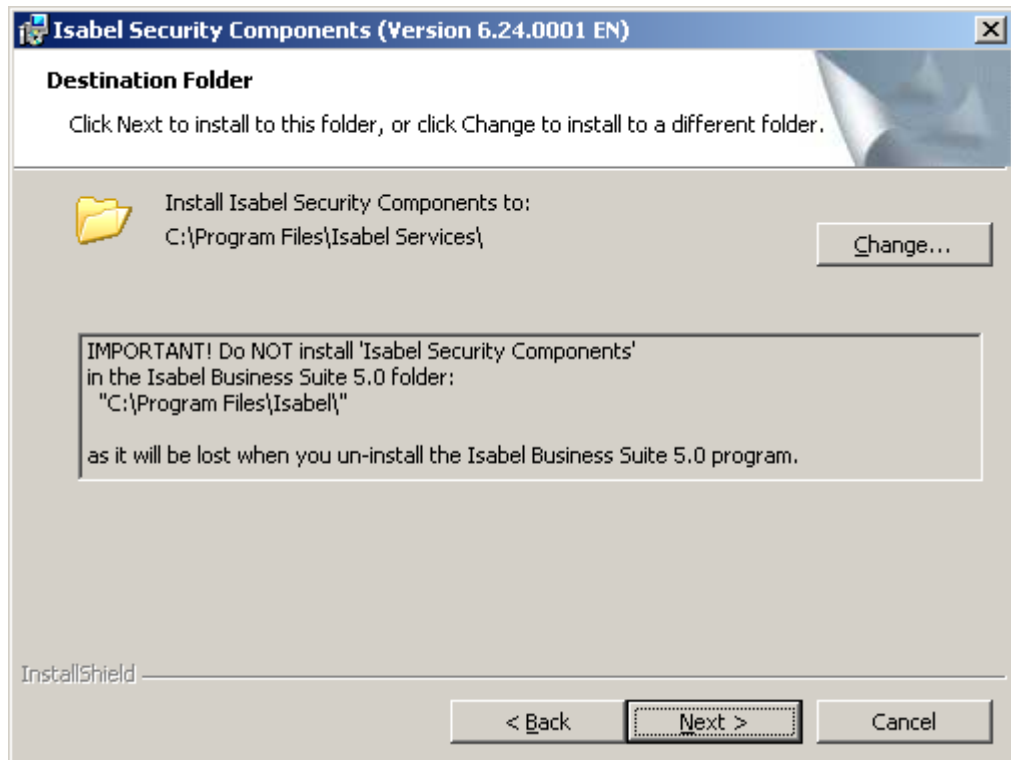 Isabel Security Components (Version 6.24.0001 EN)
Destination Folder
Click Next to install to this folder, or click Change to install to a different folder.
Install Isabel Security Components to:
C:\Program Files\Isabel Services\
Change...
IMPORTANT! Do NOT install 'Isabel Security Components'
in the Isabel Business Suite 5.0 folder:
"C:\Program Files\Isabel\"
as it will be lost when you un-install the Isabel Business Suite 5.0 program.
InstallShield
< Back
Next >
Cancel